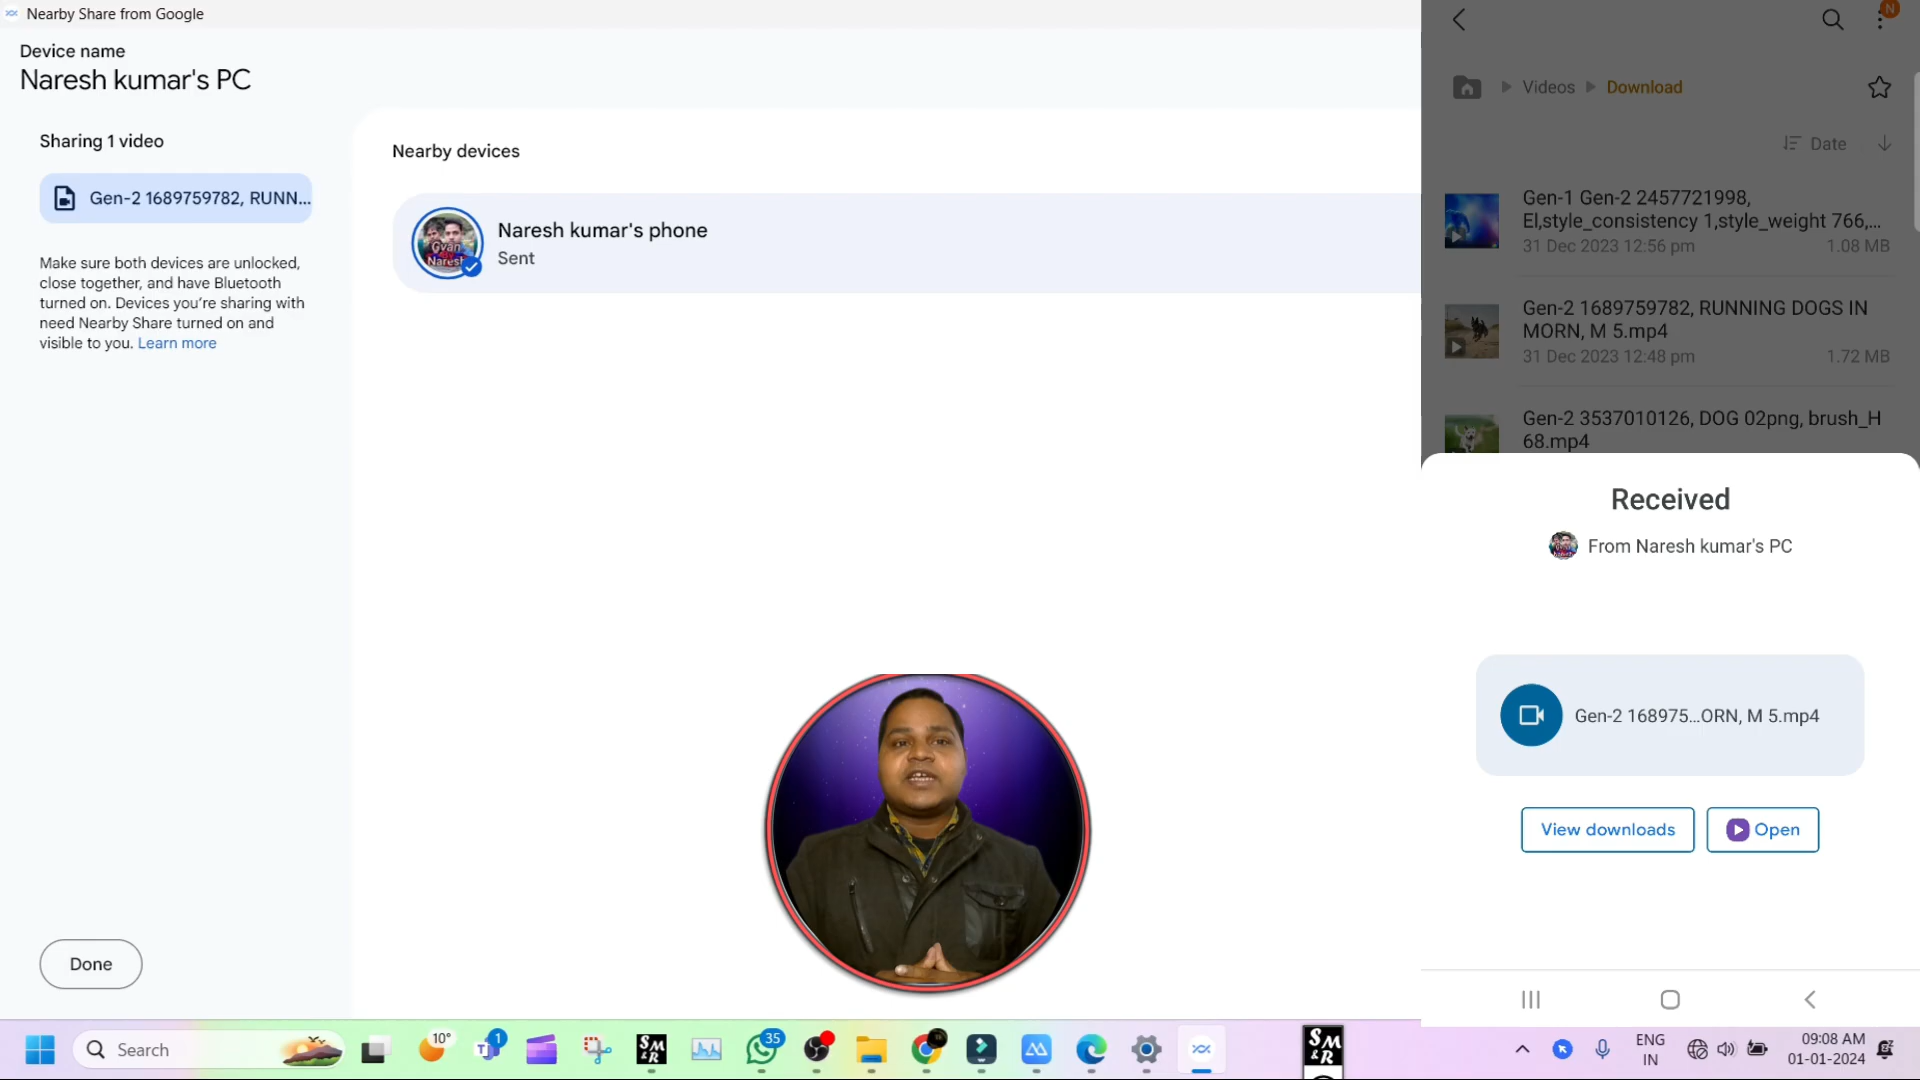 Nearby Share from Google
Device name
Naresh kumar's PC
Sharing 1 video
Gen-2 1689759782, RUNN...
Make sure both devices are unlocked,
close together, and have Bluetooth
turned on. Devices you're sharing with
need Nearby Share turned on and
visible to you. Learn more
Done
Nearby devices
Naresh kumar's phone
Sent
Gyan
Naresh
N
Videos
Download
Date
Gen-1 Gen-2 2457721998,
El,style_consistency 1,style_weight 766,...
31 Dec 2023 12:56 pm
1.08 MB
Gen-2 1689759782, RUNNING DOGS IN
MORN, M 5.mp4
31 Dec 2023 12:48 pm
1.72 MB
Gen-2 3537010126, DOG 02png, brush_H
68.mp4
Received
From Naresh kumar's PC
Gen-2 168975...ORN, M 5.mp4
View downloads
Open
Search
10°
1
35
SM
&R
SM
&R
ENG
IN
09:08 AM
01-01-2024